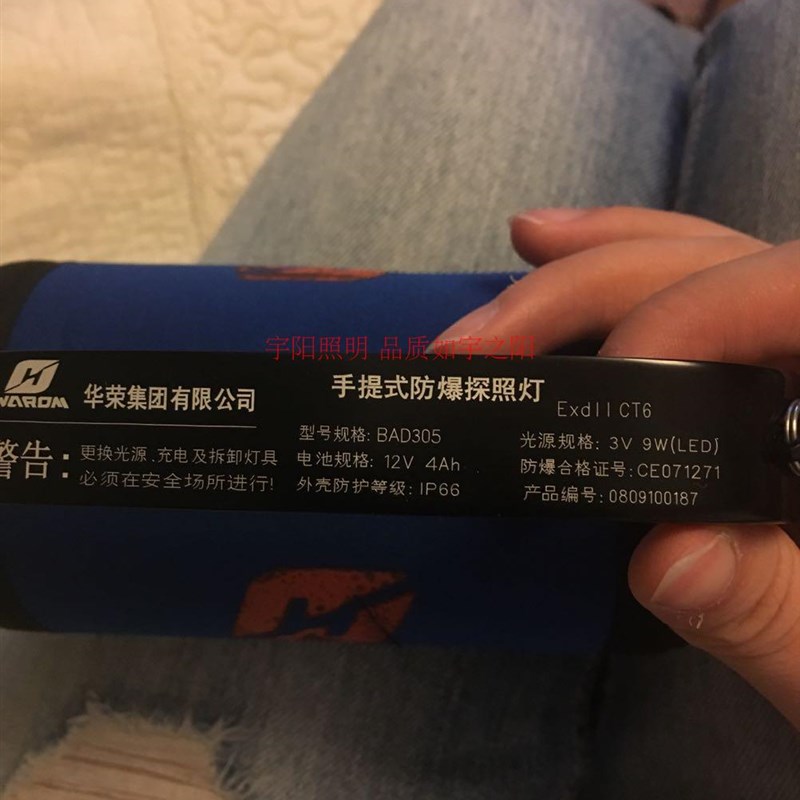 宇阳照明 品质如宇之阳
WAROM 华荣集团有限公司
手提式防爆探照灯
ExdIICT6
警告:
更换光源、充电及拆卸灯具
必须在安全场所进行!
型号规格: BAD305
电池规格: 12V 4Ah
外壳防护等级: IP66
光源规格: 3V 9W(LED)
防爆合格证号: CE071271
产品编号: 0809100187